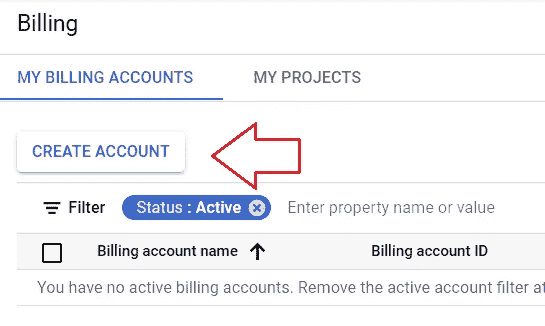 Billing
MY BILLING ACCOUNTS MY PROJECTS
CREATE ACCOUNT
Filter Status : Active Enter property name or value
Billing account name Billing account ID
You have no active billing accounts. Remove the active account filter at